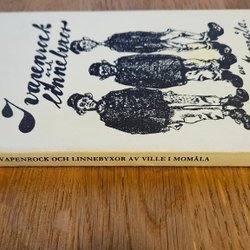 I vapenrock
och
linnebyxor
VAPENROCK OCH LINNEBYXOR AV VILLE I MOMÅLA